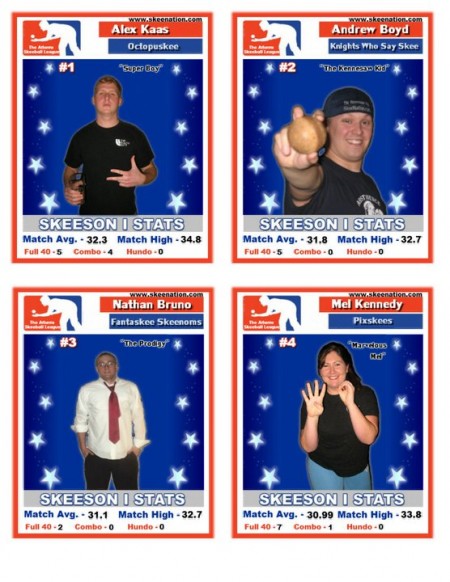 www.skeenation.com
Alex Kaas
The Atlanta
Skeeball League
Octopuskee
#1
"Super Boy"
SKEESON I STATS
Match Avg. - 32.3 Match High - 34.8
Full 40 - 5 Combo - 4 Hundo - 0
www.skeenation.com
Andrew Boyd
The Atlanta
Skeeball League
Knights Who Say Skee
#2
"The Kennesaw Kid"
SKEESON I STATS
Match Avg. - 31.8 Match High - 32.7
Full 40 - 5 Combo - 0 Hundo - 0
www.skeenation.com
Nathan Bruno
The Atlanta
Skeeball League
Fantaskee Skeenoms
#3
"The Prodigy"
SKEESON I STATS
Match Avg. - 31.1 Match High - 32.7
Full 40 - 2 Combo - 0 Hundo - 0
www.skeenation.com
Mel Kennedy
The Atlanta
Skeeball League
Pixskees
#4
"Marvelous
Mel"
SKEESON I STATS
Match Avg. - 30.99 Match High - 33.8
Full 40 - 7 Combo - 1 Hundo - 0